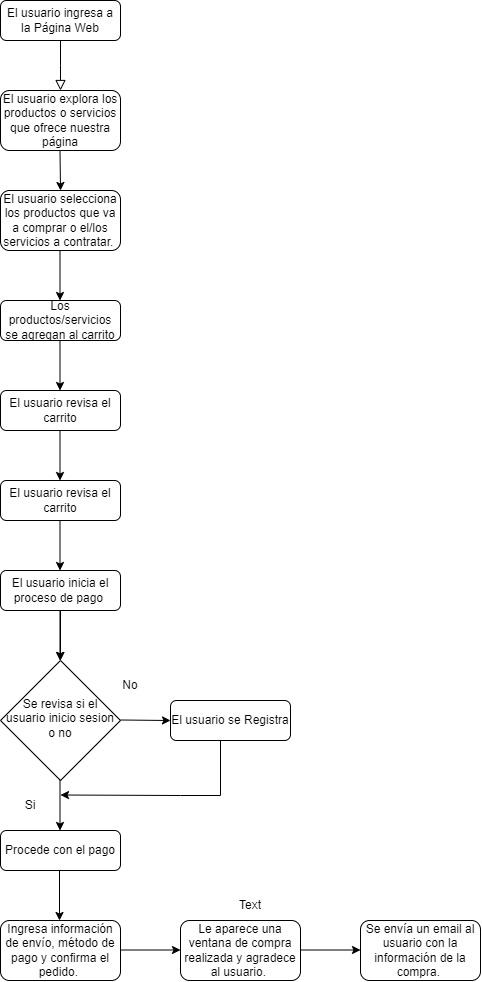 El usuario ingresa a
la Página Web
El usuario explora los
productos o servicios
que ofrece nuestra
página
El usuario selecciona
los productos que va
a comprar o el/los
servicios a contratar.
Los
productos/servicios
se agregan al carrito
El usuario revisa el
carrito
El usuario revisa el
carrito
El usuario inicia el
proceso de pago
Se revisa si el
usuario inicio sesion
o no
No
El usuario se Registra
Si
Procede con el pago
Ingresa información
de envío, método de
pago y confirma el
pedido.
Text
Le aparece una
ventana de compra
realizada y agradece
al usuario.
Se envía un email al
usuario con la
información de la
compra.